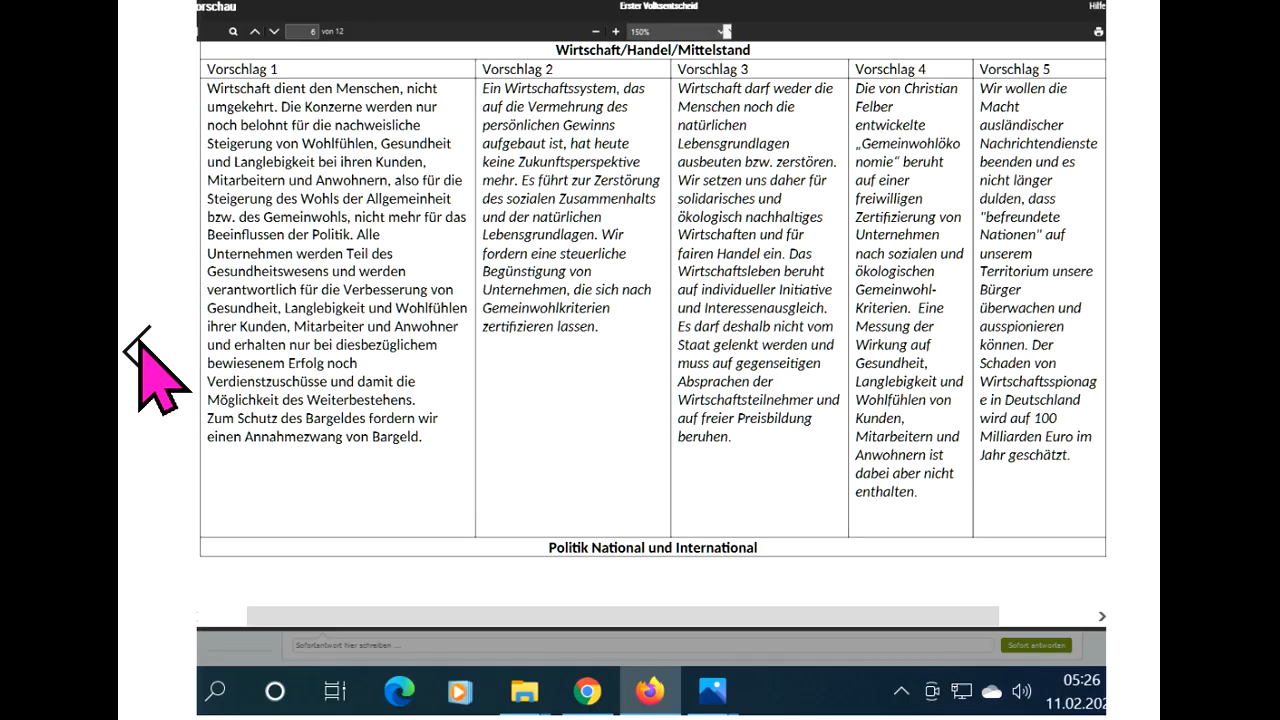 orschau
Erster Volksentscheid
Hilfe
6 von 12
150%
Wirtschaft/Handel/Mittelstand
Vorschlag 1
Wirtschaft dient den Menschen, nicht
umgekehrt. Die Konzerne werden nur
noch belohnt für die nachweisliche
Steigerung von Wohlfühlen, Gesundheit
und Langlebigkeit bei ihren Kunden,
Mitarbeitern und Anwohnern, also für die
Steigerung des Wohls der Allgemeinheit
bzw. des Gemeinwohls, nicht mehr für das
Beeinflussen der Politik. Alle
Unternehmen werden Teil des
Gesundheitswesens und werden
verantwortlich für die Verbesserung von
Gesundheit, Langlebigkeit und Wohlfühlen
ihrer Kunden, Mitarbeiter und Anwohner
und erhalten nur bei diesbezüglichem
bewiesenem Erfolg noch
Verdienstzuschüsse und damit die
Möglichkeit des Weiterbestehens.
Zum Schutz des Bargeldes fordern wir
einen Annahmezwang von Bargeld.
Vorschlag 2
Ein Wirtschaftssystem, das
auf die Vermehrung des
persönlichen Gewinns
aufgebaut ist, hat heute
keine Zukunftsperspektive
mehr. Es führt zur Zerstörung
des sozialen Zusammenhalts
und der natürlichen
Lebensgrundlagen. Wir
fordern eine steuerliche
Begünstigung von
Unternehmen, die sich nach
Gemeinwohlkriterien
zertifizieren lassen.
Vorschlag 3
Wirtschaft darf weder die
Menschen noch die
natürlichen
Lebensgrundlagen
ausbeuten bzw. zerstören.
Wir setzen uns daher für
solidarisches und
ökologisch nachhaltiges
Wirtschaften und für
fairen Handel ein. Das
Wirtschaftsleben beruht
auf individueller Initiative
und Interessenausgleich.
Es darf deshalb nicht vom
Staat gelenkt werden und
muss auf gegenseitigen
Absprachen der
Wirtschaftsteilnehmer und
auf freier Preisbildung
beruhen.
Vorschlag 4
Die von Christian
Felber
entwickelte
„Gemeinwohlöko
nomie“ beruht
auf einer
freiwilligen
Zertifizierung von
Unternehmen
nach sozialen und
ökologischen
Gemeinwohl-
Kriterien. Eine
Messung der
Wirkung auf
Gesundheit,
Langlebigkeit und
Wohlfühlen von
Kunden,
Mitarbeitern und
Anwohnern ist
dabei aber nicht
enthalten.
Vorschlag 5
Wir wollen die
Macht
ausländischer
Nachrichtendienste
beenden und es
nicht länger
dulden, dass
"befreundete
Nationen" auf
unserem
Territorium unsere
Bürger
überwachen und
ausspionieren
können. Der
Schaden von
Wirtschaftsspionag
e in Deutschland
wird auf 100
Milliarden Euro im
Jahr geschätzt.
Politik National und International
Sofortantwort hier schreiben ...
Sofort antworten
05:26
11.02.202